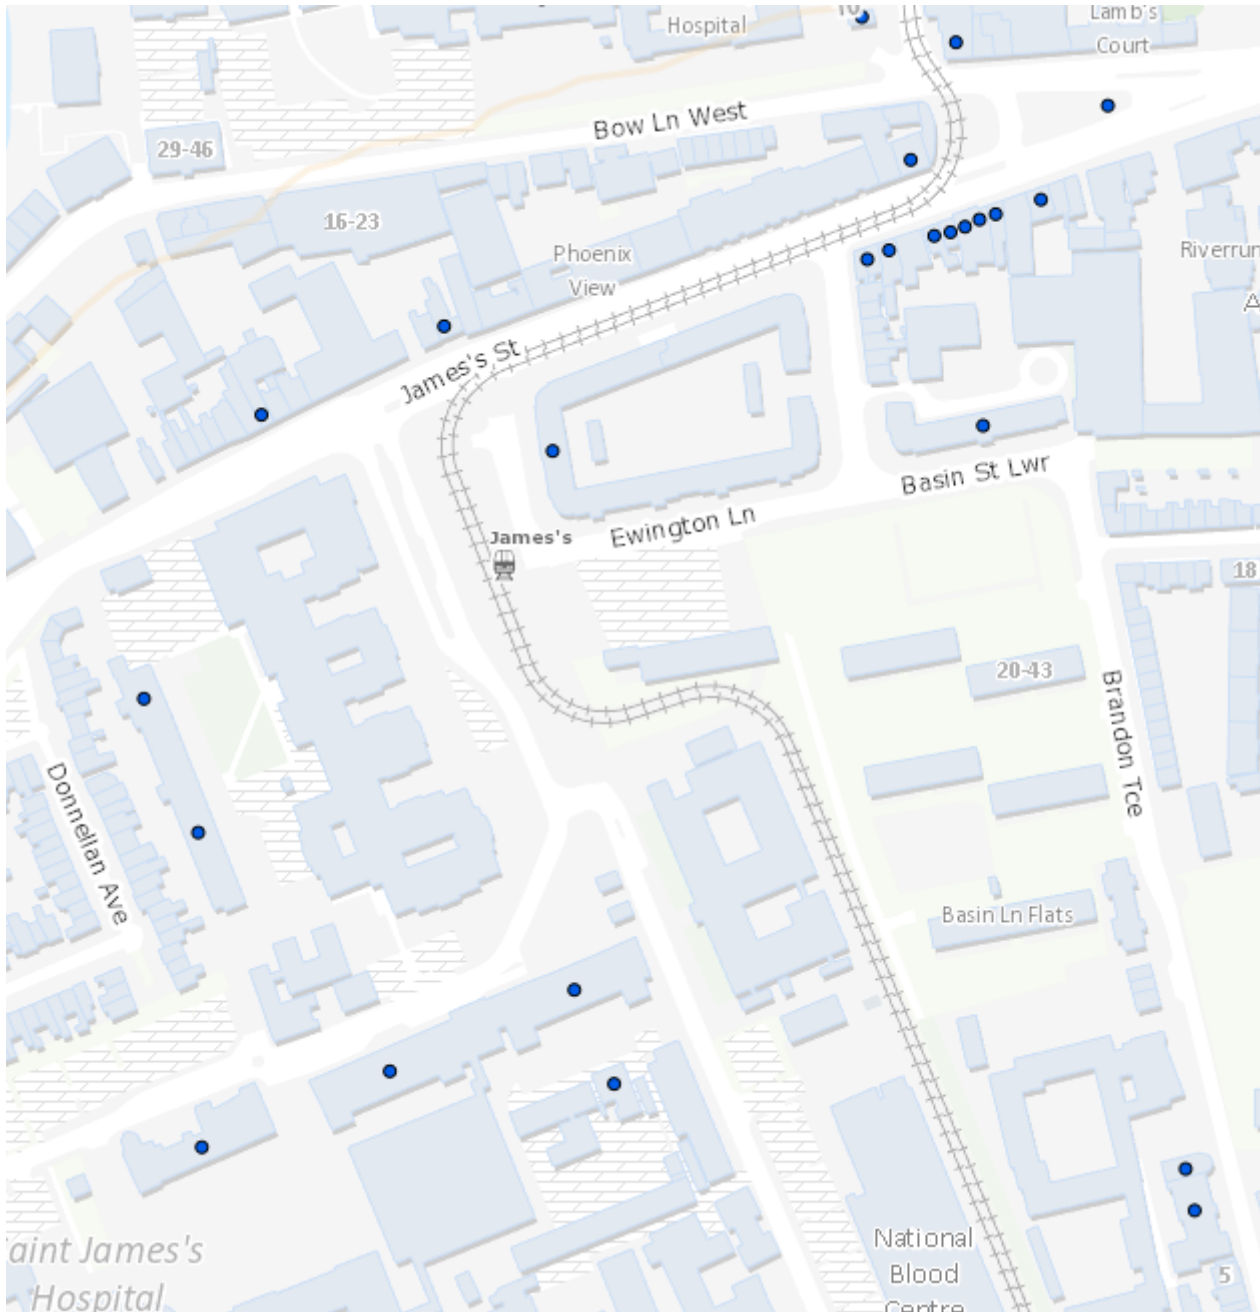 10
Hospital
Lamb's
Court
Bow Ln West
29-46
16-23
Phoenix
View
James's St
Basin St Lwr
Ewington Ln
James's
18
20-43
Brandon Tce
Donnellan Ave
Basin Ln Flats
National
Blood
Centre
aint James's
Hospital
5